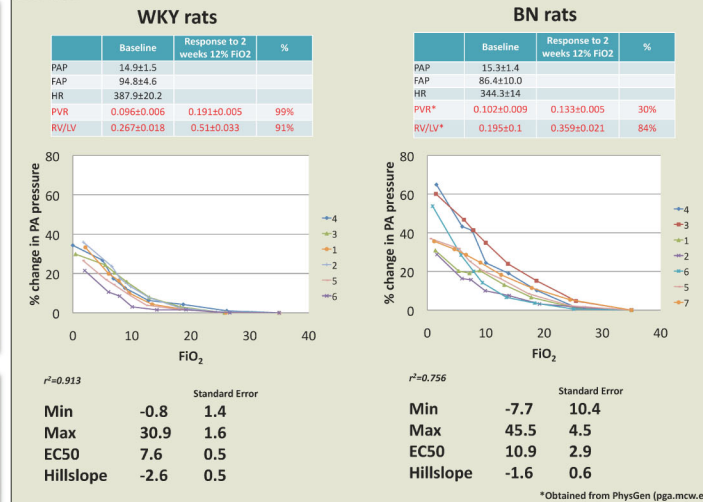 WKY rats
Baseline Response to 2 weeks 12% FiO2 %
PAP 14.9±1.5
FAP 94.8±4.6
HR 387.9±20.2
PVR 0.096±0.006 0.191±0.005 99%
RV/LV 0.267±0.018 0.51±0.033 91%
80
60
40
20
0
% change in PA pressure
0 10 20 30 40
FiO2
4
3
1
2
5
6
r2=0.913
Standard Error
Min -0.8 1.4
Max 30.9 1.6
EC50 7.6 0.5
Hillslope -2.6 0.5
BN rats
Baseline Response to 2 weeks 12% FiO2 %
PAP 15.3±1.4
FAP 86.4±10.0
HR 344.3±14
PVR* 0.102±0.009 0.133±0.005 30%
RV/LV* 0.195±0.1 0.359±0.021 84%
80
60
40
20
0
% change in PA pressure
0 10 20 30 40
FiO2
4
3
1
2
6
5
7
r2=0.756
Standard Error
Min -7.7 10.4
Max 45.5 4.5
EC50 10.9 2.9
Hillslope -1.6 0.6
*Obtained from PhysGen (pga.mcw.e